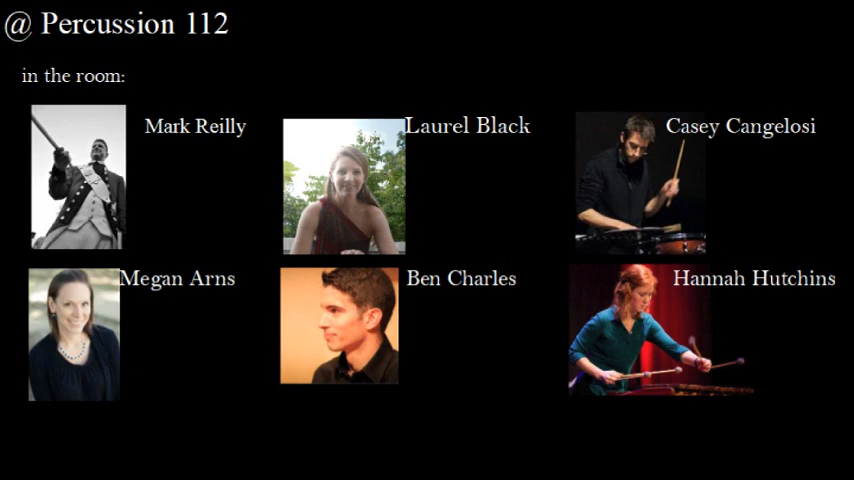 @ Percussion 112
in the room:
Mark Reilly
Laurel Black
Casey Cangelosi
Megan Arns
Ben Charles
Hannah Hutchins